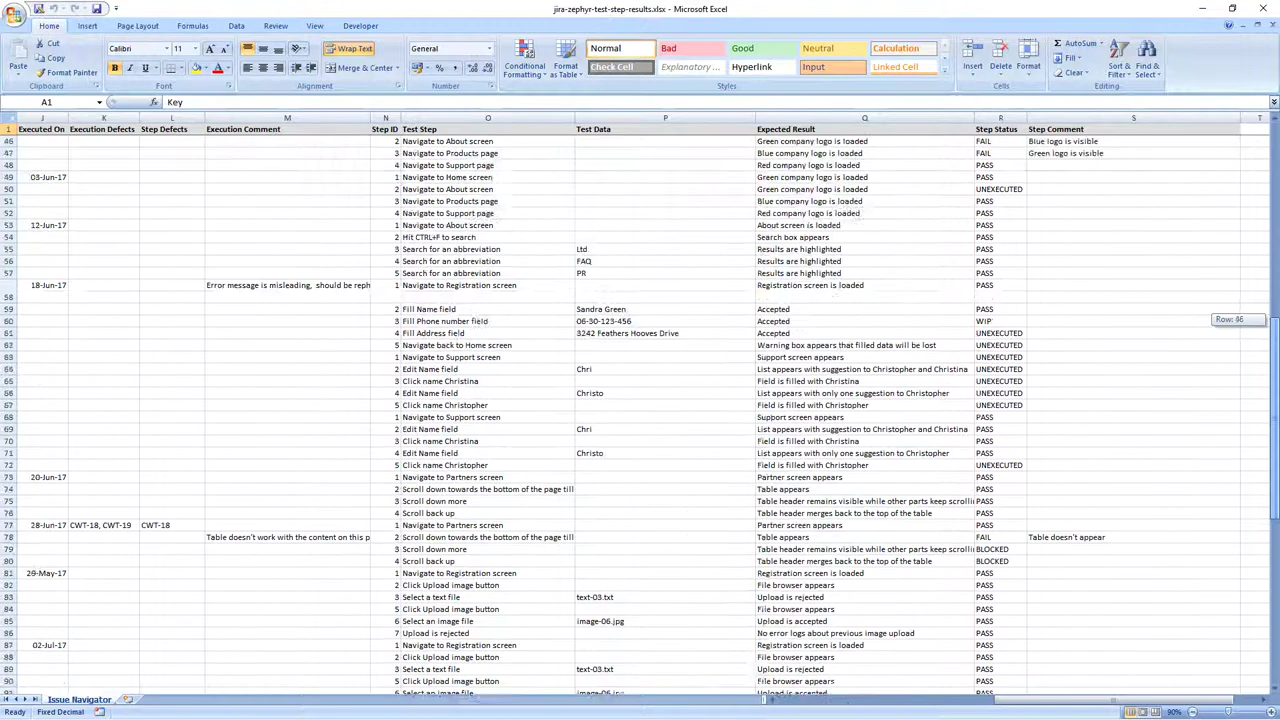 jira-zephyr-test-step-results.xlsx - Microsoft Excel
Home Insert Page Layout Formulas Data Review View Developer
Paste Cut Copy Format Painter Clipboard
Calibri 11 B I U Font
Wrap Text Merge & Center Alignment
General % Number
Conditional Formatting Format as Table
Normal Bad Good Neutral Calculation
Check Cell Explanatory ... Hyperlink Input Linked Cell
Styles
Insert Delete Format Cells
AutoSum Fill Clear Sort & Filter Find & Select Editing
A1 fx Key
J K L M N O P Q R S T
1 Executed On Execution Defects Step Defects Execution Comment Step ID Test Step Test Data Expected Result Step Status Step Comment
46 2 Navigate to About screen Green company logo is loaded FAIL Blue logo is visible
47 3 Navigate to Products page Blue company logo is loaded FAIL Green logo is visible
48 4 Navigate to Support page Red company logo is loaded PASS
49 03-Jun-17 1 Navigate to Home screen Green company logo is loaded PASS
50 2 Navigate to About screen Green company logo is loaded UNEXECUTED
51 3 Navigate to Products page Blue company logo is loaded PASS
52 4 Navigate to Support page Red company logo is loaded PASS
53 12-Jun-17 1 Navigate to About screen About screen is loaded PASS
54 2 Hit CTRL+F to search Search box appears PASS
55 3 Search for an abbreviation Ltd Results are highlighted PASS
56 4 Search for an abbreviation FAQ Results are highlighted PASS
57 5 Search for an abbreviation PR Results are highlighted PASS
58 18-Jun-17 Error message is misleading, should be reph 1 Navigate to Registration screen Registration screen is loaded PASS
59 2 Fill Name field Sandra Green Accepted PASS
60 3 Fill Phone number field 06-30-123-456 Accepted WIP
Row: 46
61 4 Fill Address field 3242 Feathers Hooves Drive Accepted UNEXECUTED
62 5 Navigate back to Home screen Warning box appears that filled data will be lost UNEXECUTED
63 1 Navigate to Support screen Support screen appears UNEXECUTED
64 2 Edit Name field Chri List appears with suggestion to Christopher and Christina UNEXECUTED
65 3 Click name Christina Field is filled with Christina UNEXECUTED
66 4 Edit Name field Christo List appears with only one suggestion to Christopher UNEXECUTED
67 5 Click name Christopher Field is filled with Christopher UNEXECUTED
68 1 Navigate to Support screen Support screen appears PASS
69 2 Edit Name field Chri List appears with suggestion to Christopher and Christina PASS
70 3 Click name Christina Field is filled with Christina PASS
71 4 Edit Name field Christo List appears with only one suggestion to Christopher PASS
72 5 Click name Christopher Field is filled with Christopher UNEXECUTED
73 20-Jun-17 1 Navigate to Partners screen Partner screen appears PASS
74 2 Scroll down towards the bottom of the page till Table appears PASS
75 3 Scroll down more Table header remains visible while other parts keep scrolli PASS
76 4 Scroll back up Table header merges back to the top of the table PASS
77 28-Jun-17 CWT-18, CWT-19 CWT-18 1 Navigate to Partners screen Partner screen appears PASS
78 Table doesn't work with the content on this p 2 Scroll down towards the bottom of the page till Table appears FAIL Table doesn't appear
79 3 Scroll down more Table header remains visible while other parts keep scrolli BLOCKED
80 4 Scroll back up Table header merges back to the top of the table BLOCKED
81 29-May-17 1 Navigate to Registration screen Registration screen is loaded PASS
82 2 Click Upload image button File browser appears PASS
83 3 Select a text file text-03.txt Upload is rejected PASS
84 5 Click Upload image button File browser appears PASS
85 6 Select an image file image-06.jpg Upload is accepted PASS
86 7 Upload is rejected No error logs about previous image upload PASS
87 02-Jul-17 1 Navigate to Registration screen Registration screen is loaded PASS
88 2 Click Upload image button File browser appears PASS
89 3 Select a text file text-03.txt Upload is rejected PASS
90 5 Click Upload image button File browser appears PASS
6 Select an image file image-06.jpg Upload is accepted PASS
Issue Navigator
Ready Fixed Decimal 90%